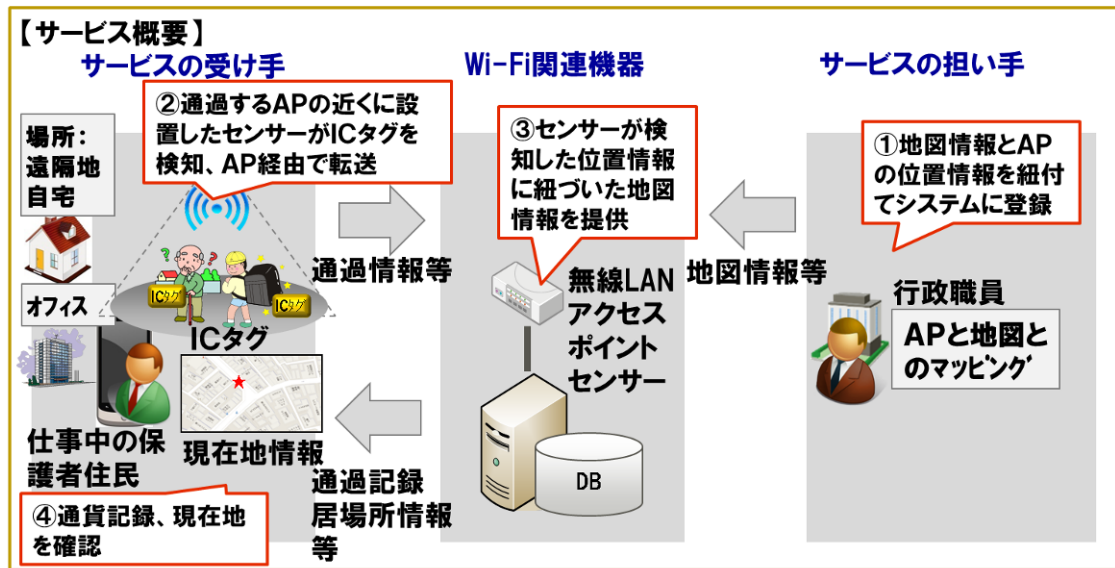 【サービス概要】
サービスの受け手
Wi-Fi関連機器
サービスの担い手
場所:
遠隔地
自宅
②通過するAPの近くに設
置したセンサーがICタグを
検知、AP経由で転送
③センサーが検
知した位置情報
に紐づいた地図
情報を提供
①地図情報とAP
の位置情報を紐付
てシステムに登録
通過情報等
地図情報等
オフィス
ICタグ
ICタグ
ICタグ
無線LAN
アクセス
ポイント
センサー
行政職員
APと地図と
のマッピング
仕事中の保
護者住民
現在地情報
通過記録
居場所情報
等
DB
④通貨記録、現在地
を確認